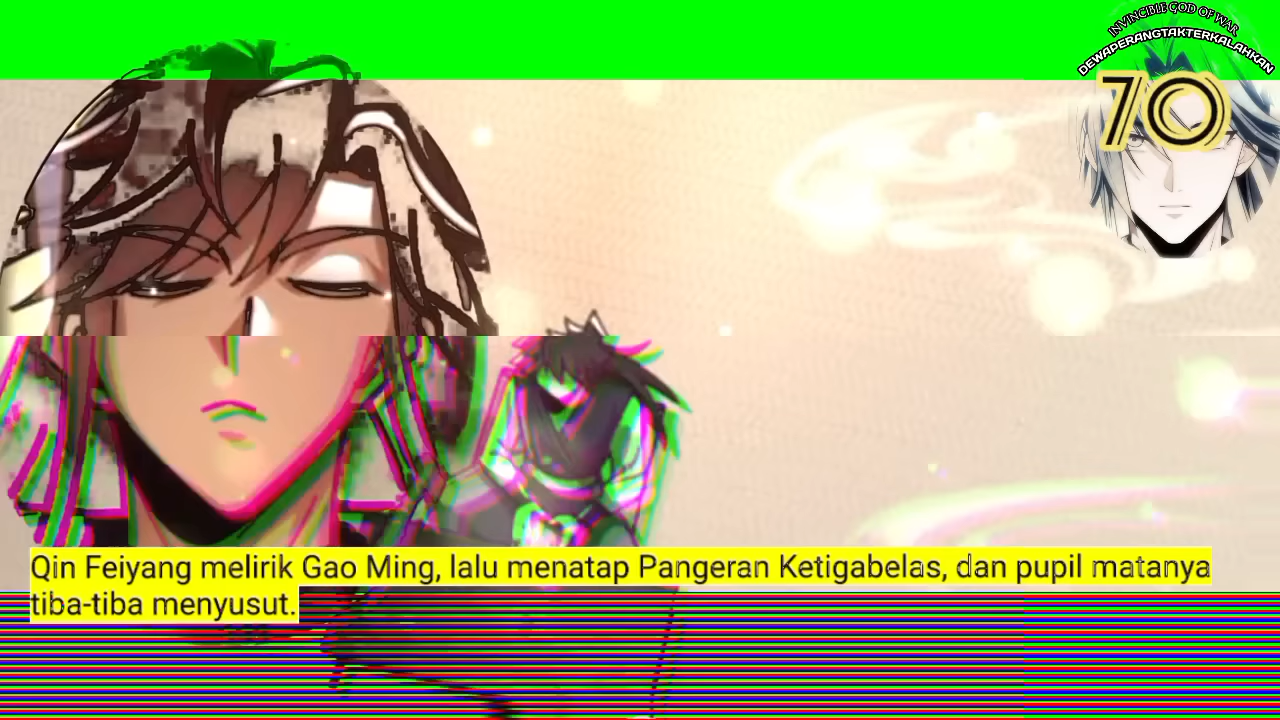 INVINCIBLE GOD OF WAR
DEWAPERANGTAKTERKALAHKAN
70
Qin Feiyang melirik Gao Ming, lalu menatap Pangeran Ketigabelas, dan pupil matanya
tiba-tiba menyusut.